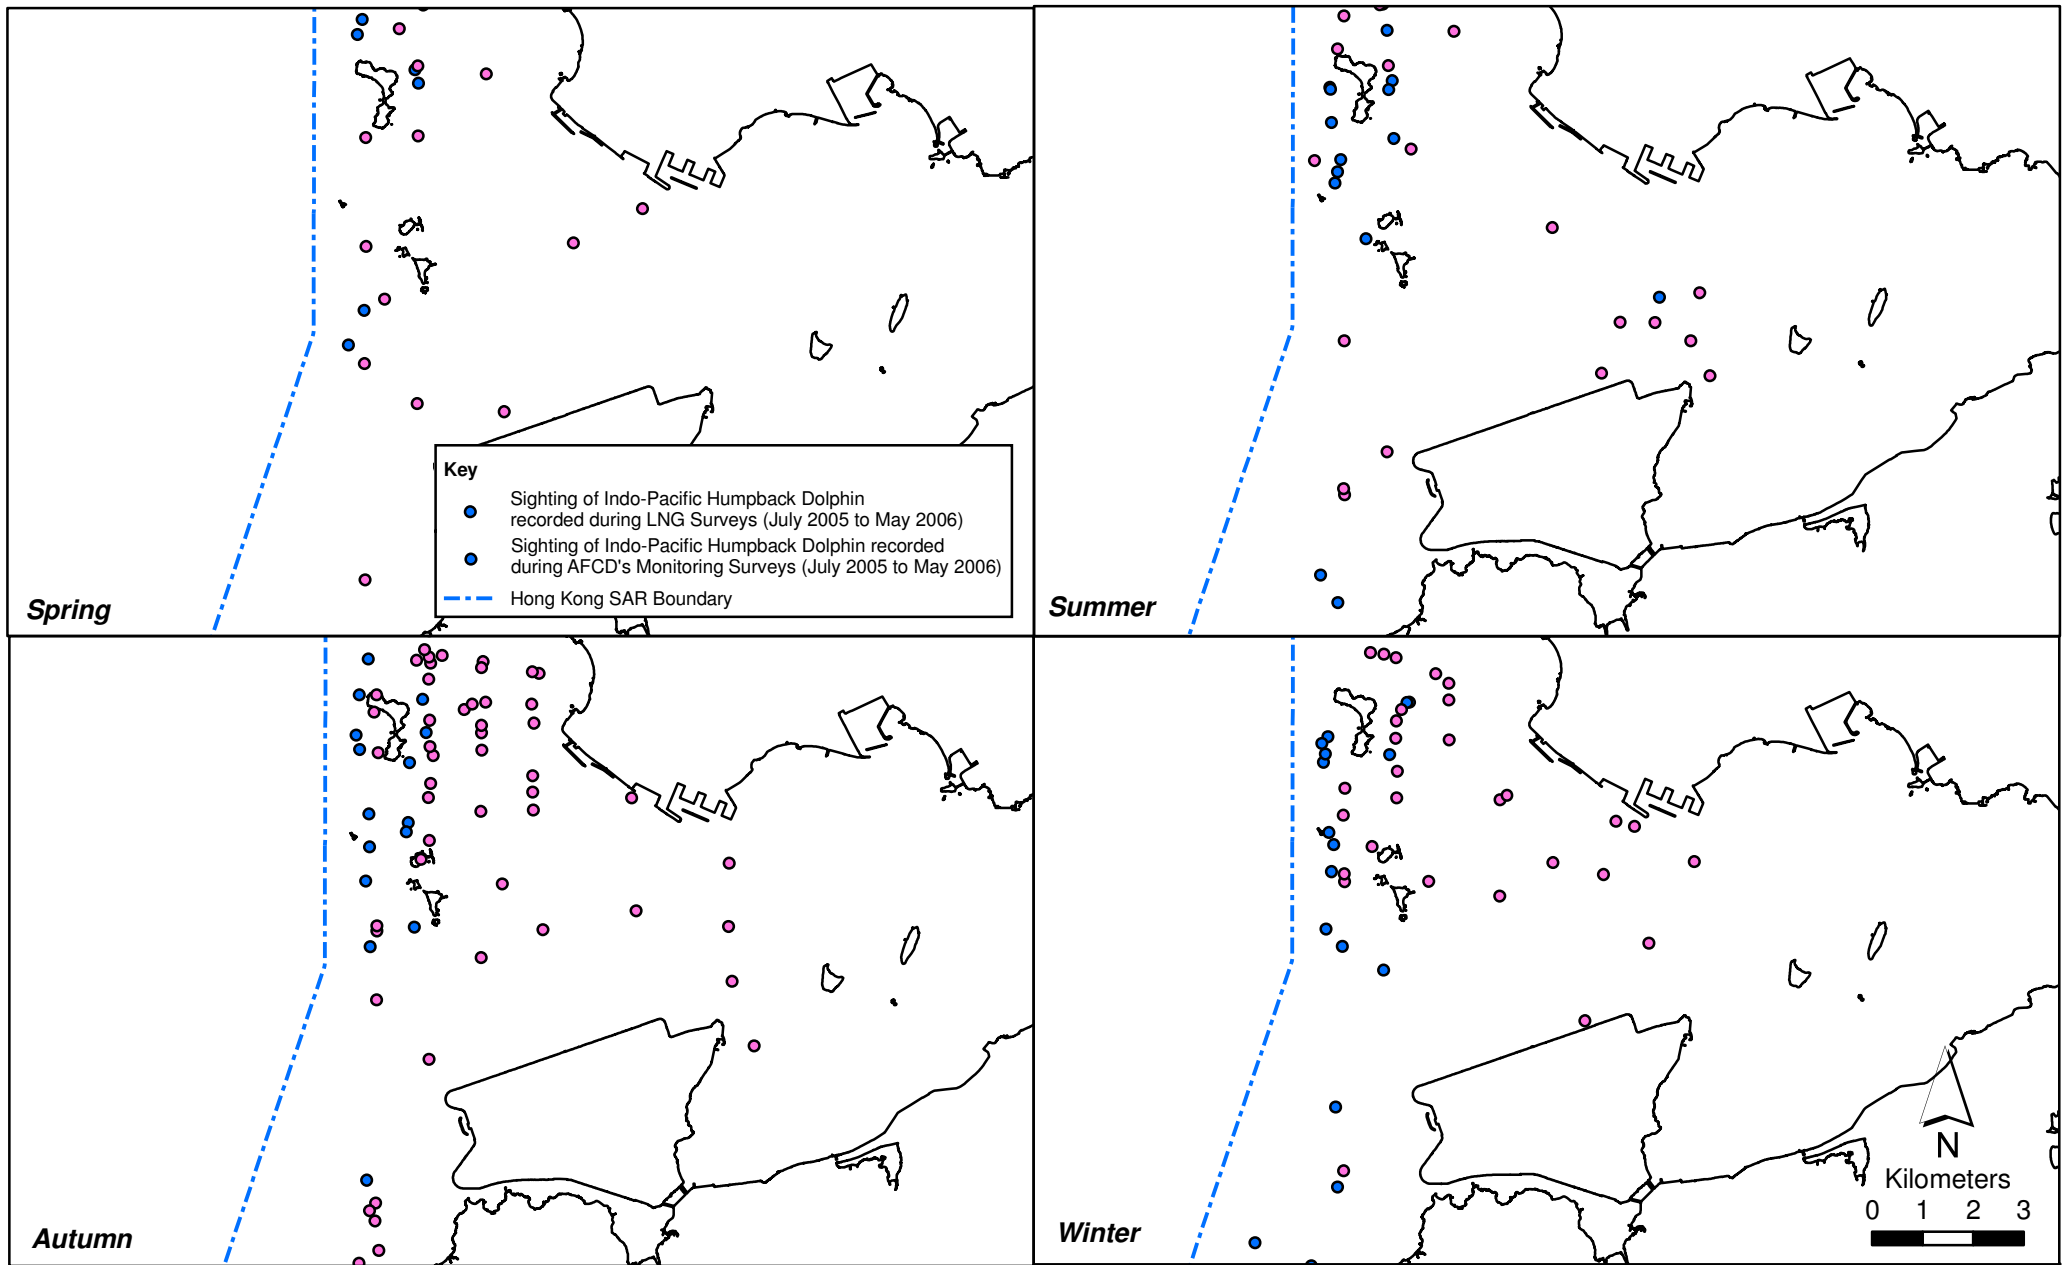 Key
Sighting of Indo-Pacific Humpback Dolphin
recorded during LNG Surveys (July 2005 to May 2006)
Sighting of Indo-Pacific Humpback Dolphin recorded
during AFCD's Monitoring Surveys (July 2005 to May 2006)
Hong Kong SAR Boundary
Spring
Summer
Autumn
Winter
N
Kilometers
0 1 2 3